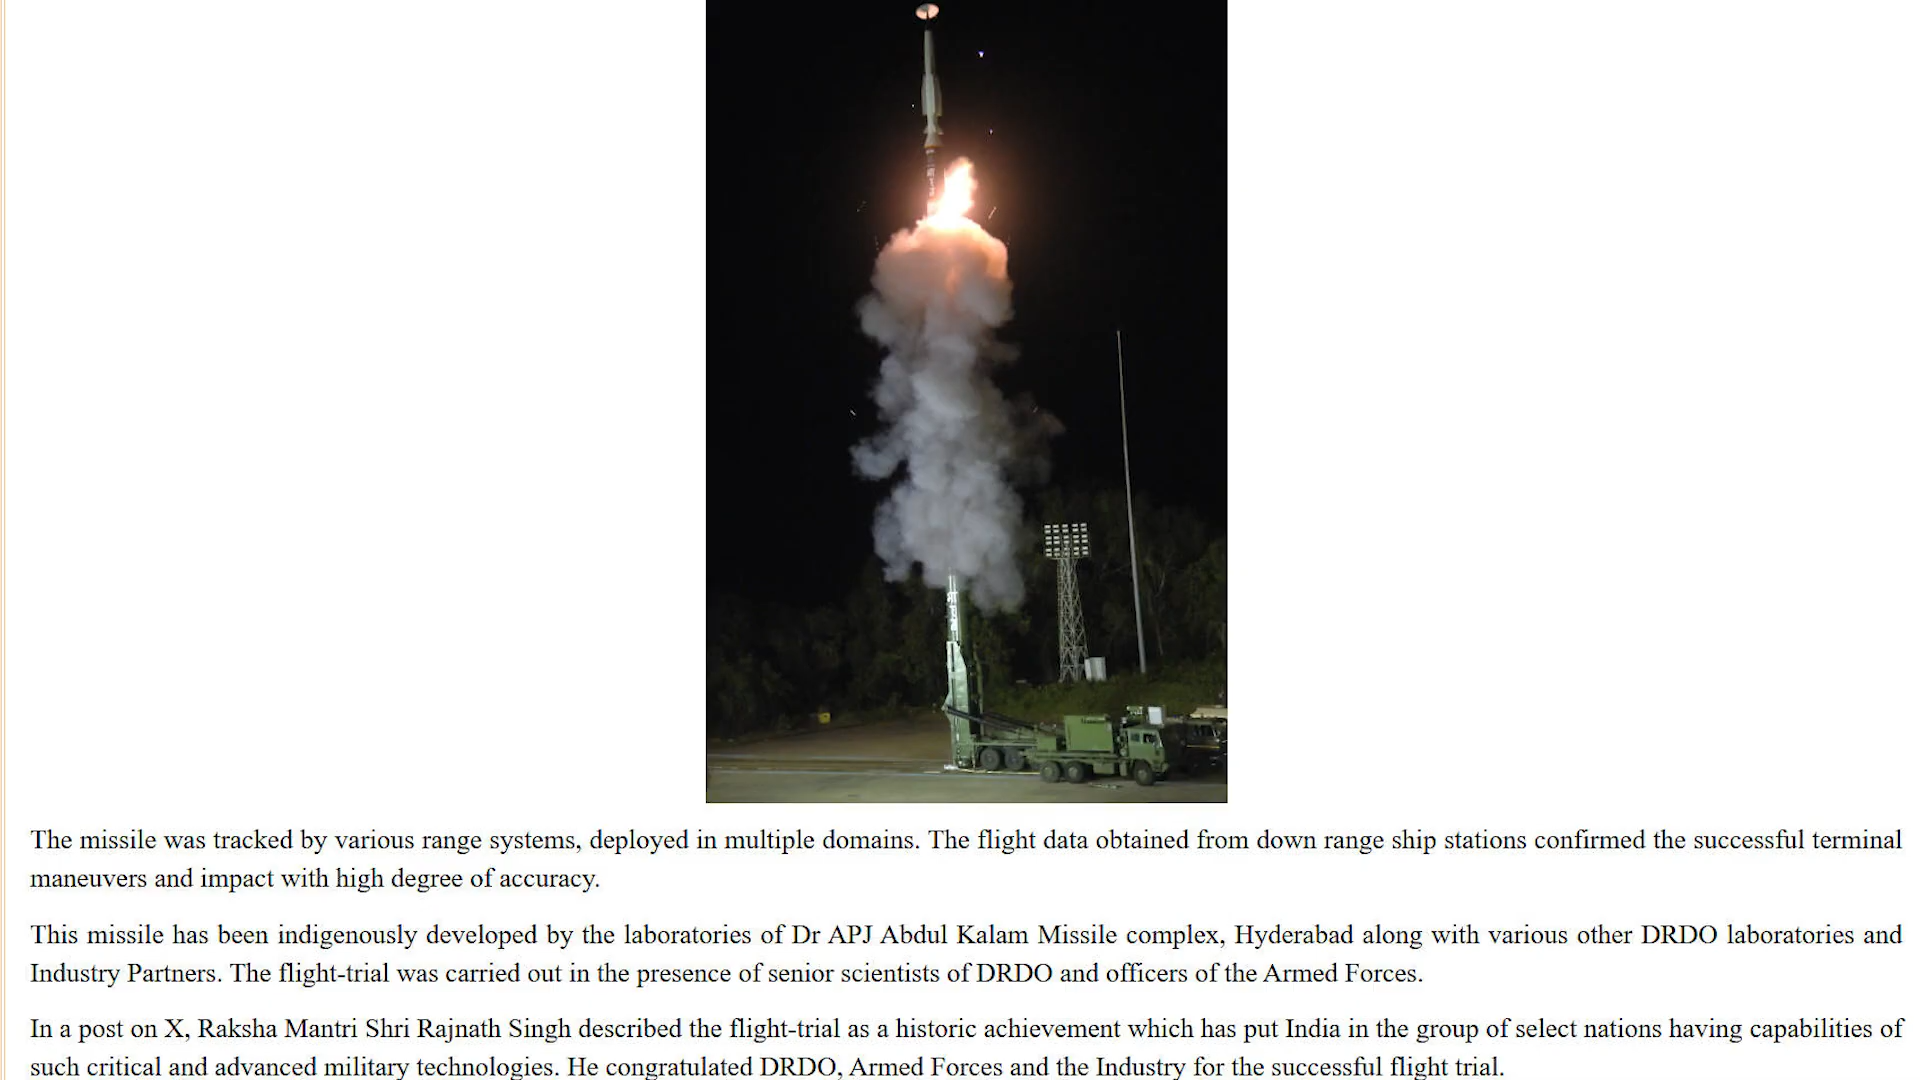 The missile was tracked by various range systems, deployed in multiple domains. The flight data obtained from down range ship stations confirmed the successful terminal
maneuvers and impact with high degree of accuracy.
This missile has been indigenously developed by the laboratories of Dr APJ Abdul Kalam Missile complex, Hyderabad along with various other DRDO laboratories and
Industry Partners. The flight-trial was carried out in the presence of senior scientists of DRDO and officers of the Armed Forces.
In a post on X, Raksha Mantri Shri Rajnath Singh described the flight-trial as a historic achievement which has put India in the group of select nations having capabilities of
such critical and advanced military technologies. He congratulated DRDO, Armed Forces and the Industry for the successful flight trial.